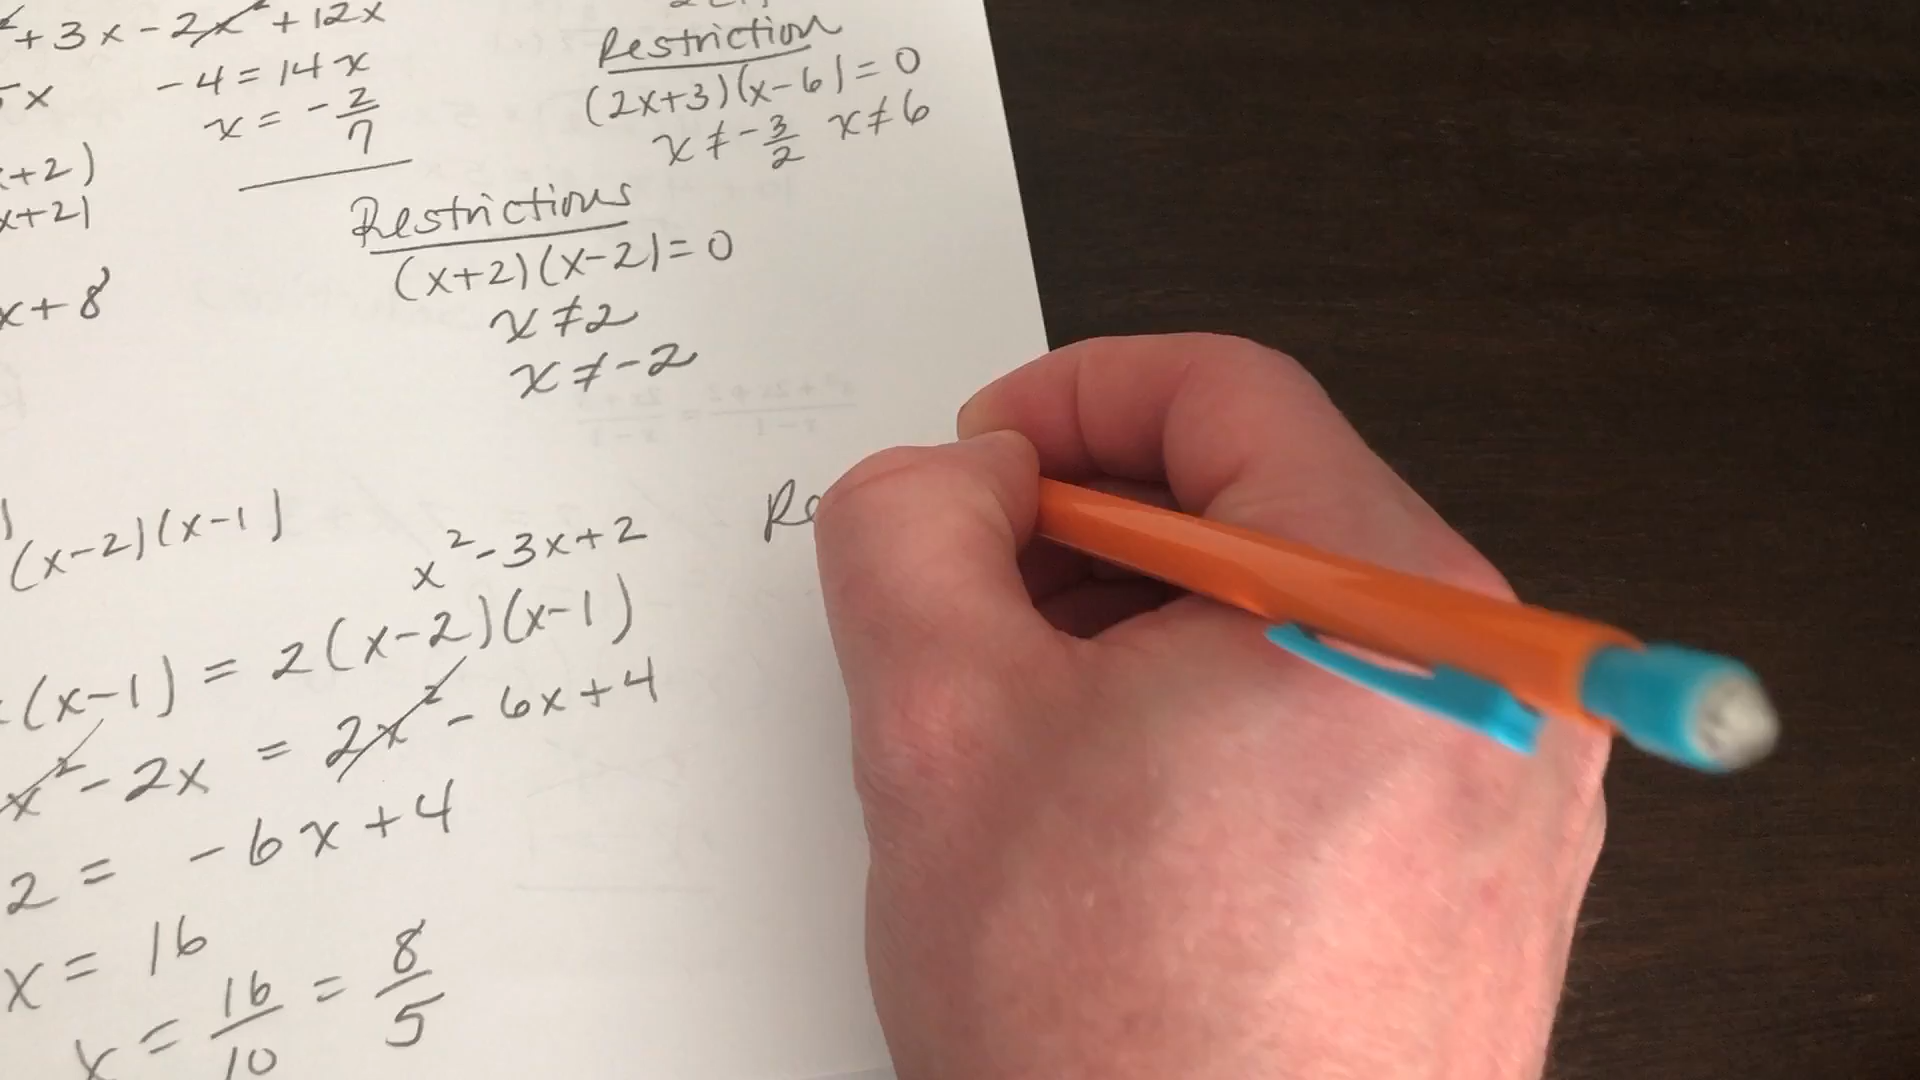 + 3x - 2x² + 12x
5x
- 4 = 14x
x = - 2/7
Restriction
(2x+3)(x-6) = 0
x ≠ - 3/2 x ≠ 6
x+2)
x+2)
x + 8
Restrictions
(x+2)(x-2) = 0
x ≠ 2
x ≠ -2
(x-2)(x-1)
x² - 3x + 2
(x-1) = 2(x-2)(x-1)
x² - 2x = 2x² - 6x + 4
2 = - 6x + 4
x = 16
x = 16/10 = 8/5
Re